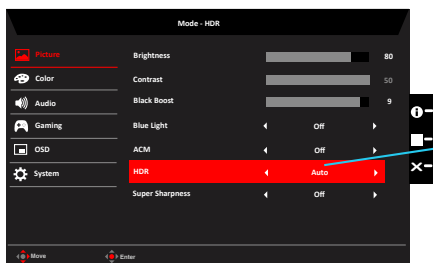 Mode - HDR
Picture
Color
Audio
Gaming
OSD
System
Brightness 80
Contrast 50
Black Boost 9
Blue Light Off
ACM Off
HDR Auto
Super Sharpness Off
Move Enter